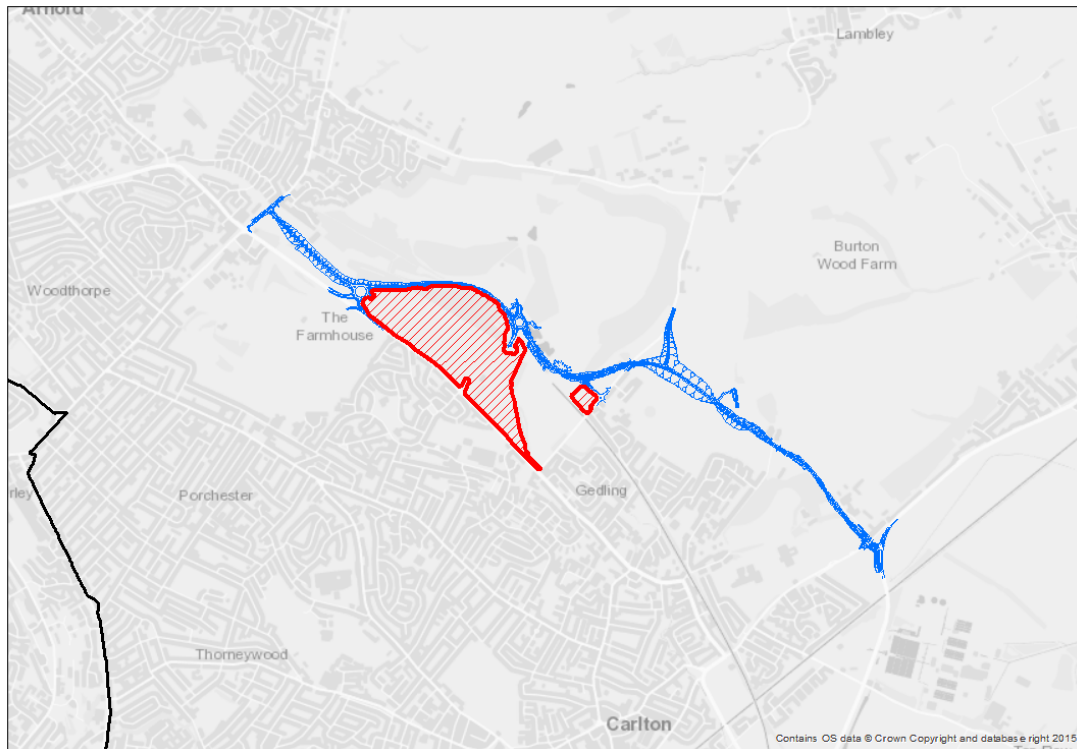 Arnold
Lambley
Burton
Wood Farm
Woodthorpe
The
Farmhouse
Gedling
Porchester
Thorneywood
Carlton
Contains OS data © Crown Copyright and database right 2015